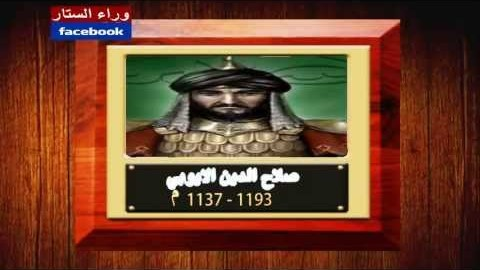 وراء الستار
facebook
صلاح الدين الايوبي
1137 - 1193 م